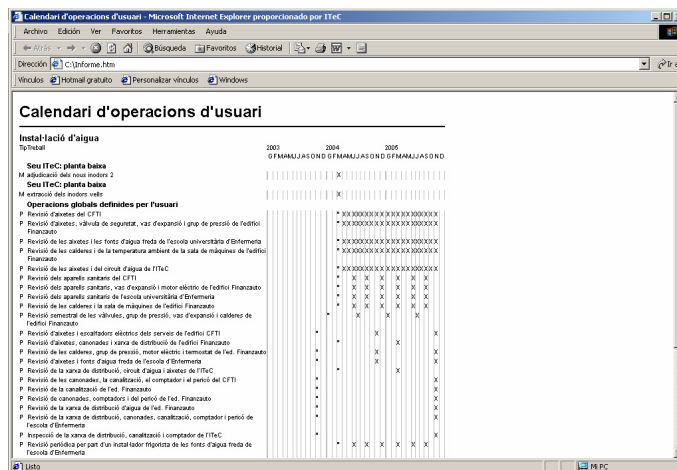 Calendari d'operacions d'usuari - Microsoft Internet Explorer proporcionado por ITeC
Archivo Edición Ver Favoritos Herramientas Ayuda
Atrás Búsqueda Favoritos Historial
Dirección C:\Informe.htm Ir a
Vínculos Hotmail gratuito Personalizar vínculos Windows
Calendari d'operacions d'usuari
Instal·lació d'aigua
TipTreball 2003 2004 2005
G F M A M J J A S O N D G F M A M J J A S O N D G F M A M J J A S O N D
Seu ITeC: planta baixa
M adjudicació dels nous inodors 2 X
Seu ITeC: planta baixa
M extracció dels inodors vells X
Operacions globals definides per l'usuari
P Revisió d'aixetes del CFTI * X X X X X X X X X X X X X X X X X X X X X X
P Revisió d'aixetes, vàlvula de seguretat, vas d'expansió i grup de pressió de l'edifici * X X X X X X X X X X X X X X X X X X X X X X
Finanzauto
P Revisió de les aixetes i les fonts d'aigua freda de l'escola universitària d'Enfermeria * X X X X X X X X X X X X X X X X X X X X X X
P Revisió de les calderes i de la temperatura ambient de la sala de màquines de l'edifici * X X X X X X X X X X X X X X X X X X X X X X
Finanzauto
P Revisió de les aixetes i del circuit d'aigua de l'ITeC * X X X X X X X X X X X X X X X X X X X X X X
P Revisió dels aparells sanitaris del CFTI * X X X X X X
P Revisió dels aparells sanitaris, vas d'expansió i motor elèctric de l'edifici Finanzauto * X X X X X X
P Revisió dels aparells sanitaris de l'escola universitària d'Enfermeria * X X X X X X
P Revisió de les calderes i la sala de màquines de l'edifici Finanzauto * X X X X X X
P Revisió semestral de les vàlvules, grup de pressió, vas d'expansió i calderes de * X X X
l'edifici Finanzauto
P Revisió d'aixetes i escalfadors elèctrics dels serveis de l'edifici CFTI * X X
P Revisió d'aixetes, canonades i xarxa de distribució de l'edifici Finanzauto * X
P Revisió de les calderes, grup de pressió, motor elèctric i termostat de l'ed. Finanzauto * X X
P Revisió d'aixetes i fonts d'aigua freda de l'escola d'Enfermeria * X X
P Revisió de la xarxa de distribució, circuit d'aigua i aixetes de l'ITeC * X
P Revisió de les canonades, la canalització, el comptador i el pericó del CFTI * X
P Revisió de la canalització de l'ed. Finanzauto * X
P Revisió de canonades, comptadors i del pericó de l'ed. Finanzauto * X
P Revisió de la xarxa de distribució d'aigua de l'ed. Finanzauto * X
P Revisió de la xarxa de distribució, canonades, canalització, comptador i pericó de * X
l'escola d'Enfermeria
P Inspecció de la xarxa de distribució, canalització i comptador de l'ITeC * X
P Revisió periódica per part d'un instal·lador frigorista de les fonts d'aigua freda de * X X X X X X
l'escola d'Enfermeria
Listo Mi PC